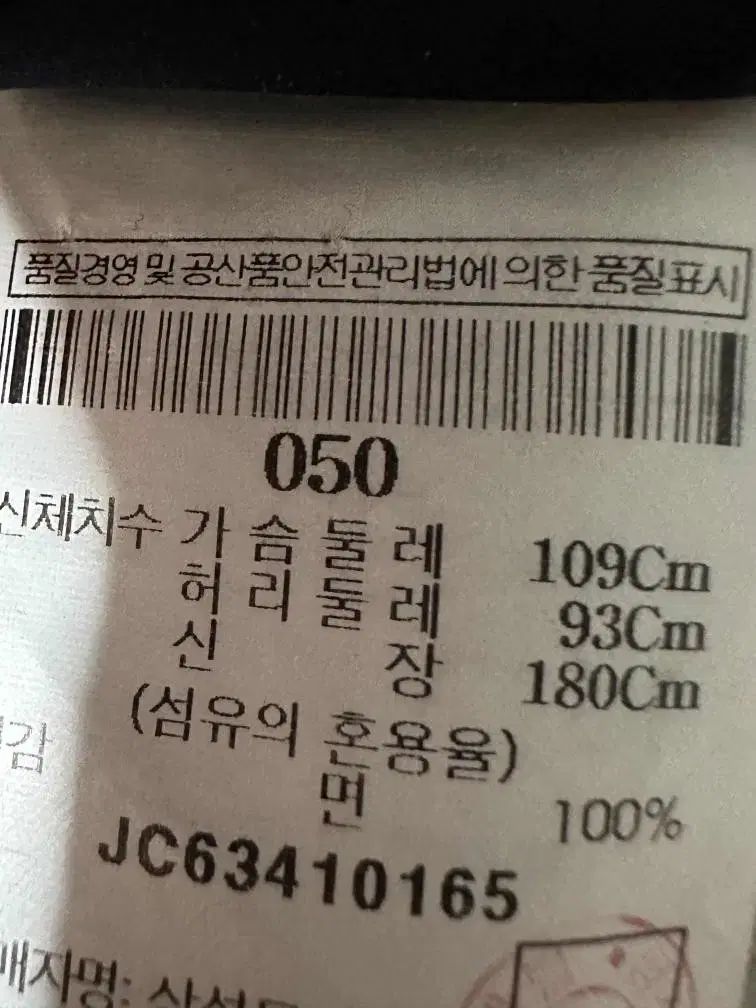 품질경영 및 공산품안전관리법에 의한 품질표시
050
신체치수 가슴둘레 109Cm
허리둘레 93Cm
신장 180Cm
(섬유의 혼용율)
면 100%
JC63410165